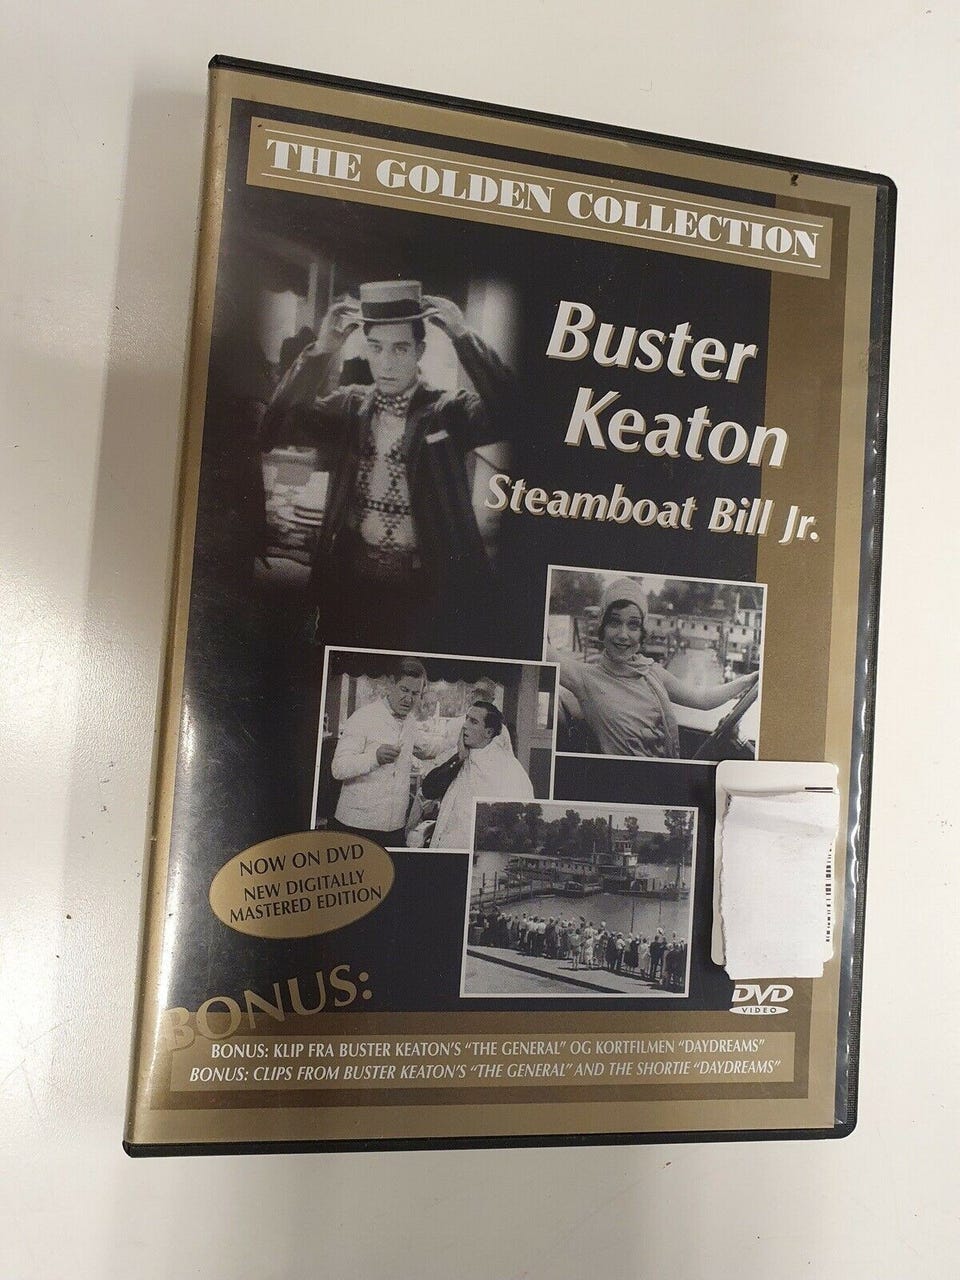 THE GOLDEN COLLECTION
Buster
Keaton
Steamboat Bill Jr.
NOW ON DVD
NEW DIGITALLY
MASTERED EDITION
BONUS:
DVD
VIDEO
BONUS: KLIP FRA BUSTER KEATON'S "THE GENERAL" OG KORTFILMEN "DAYDREAMS"
BONUS: CLIPS FROM BUSTER KEATON'S "THE GENERAL" AND THE SHORTIE "DAYDREAMS"